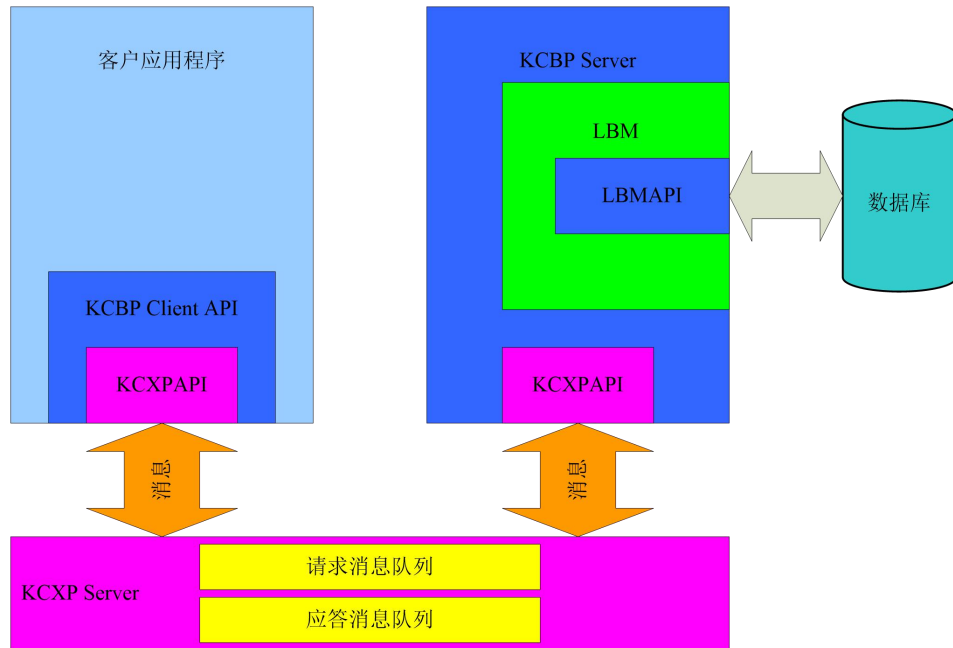 客户应用程序
KCBP Client API
KCXPAPI
消息
KCBP Server
LBM
LBMAPI
KCXPAPI
消息
数据库
KCXP Server
请求消息队列
应答消息队列